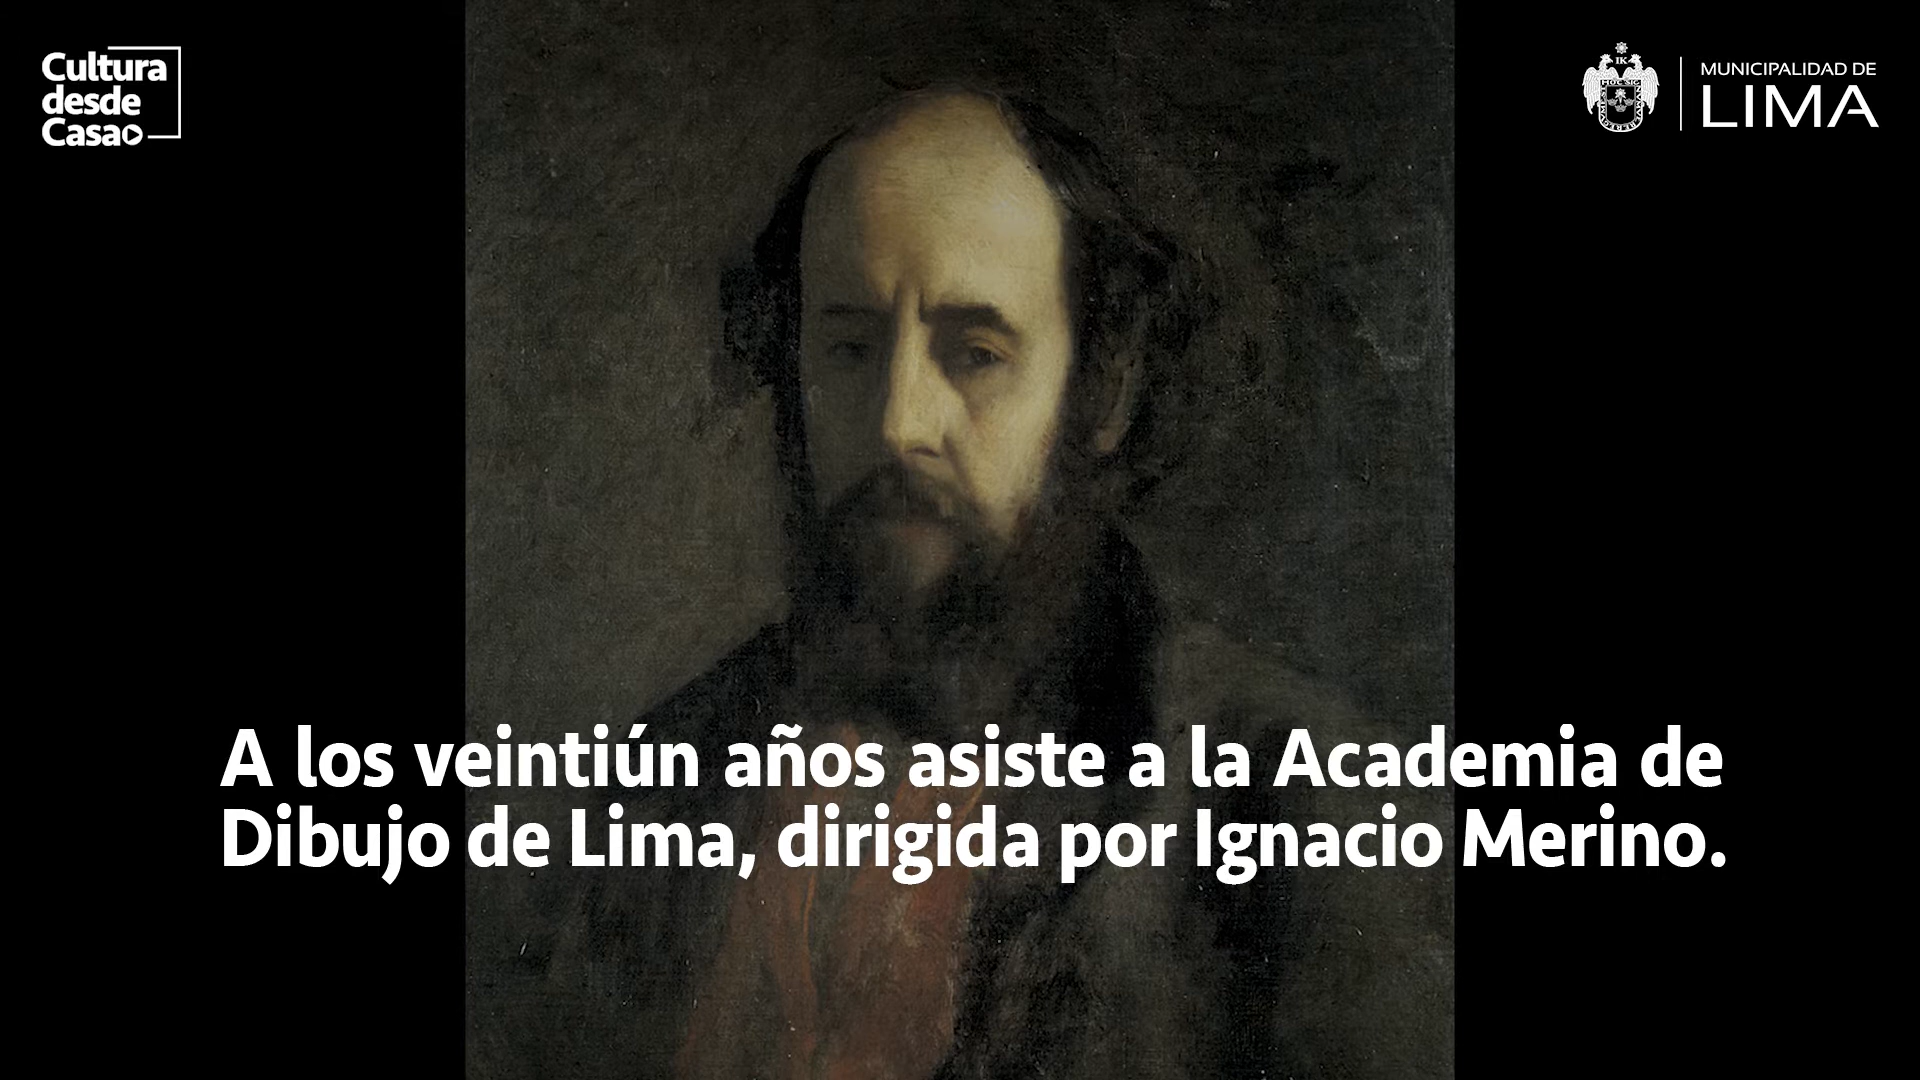 Cultura
desde
Casa
MUNICIPALIDAD DE
LIMA
IK
A los veintiún años asiste a la Academia de
Dibujo de Lima, dirigida por Ignacio Merino.